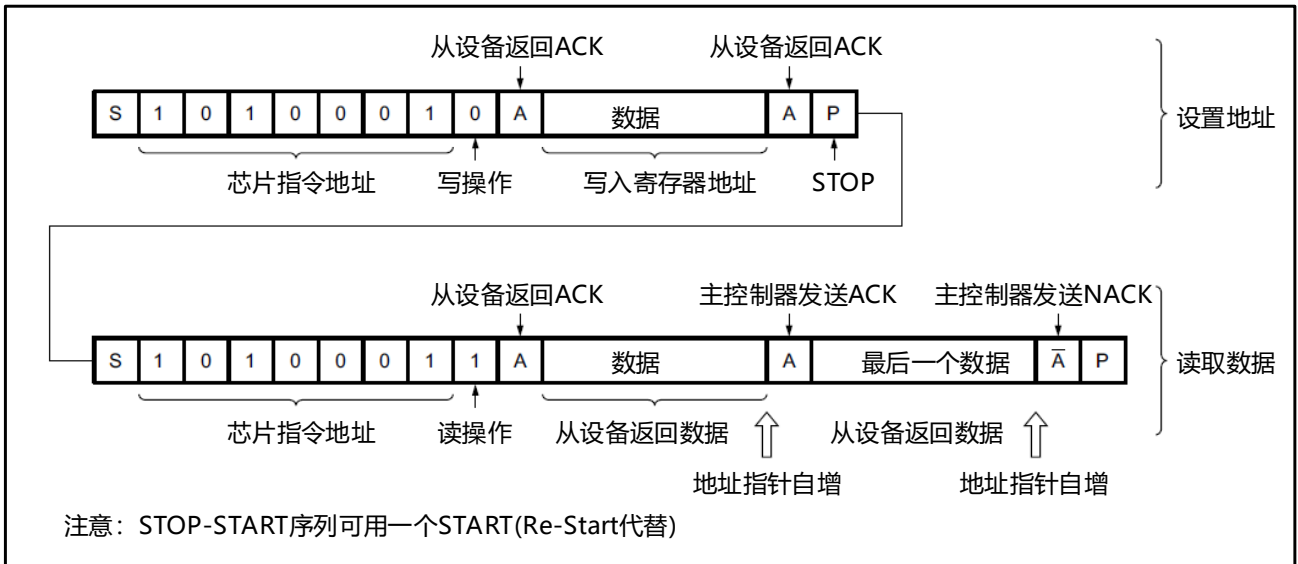 从设备返回ACK 从设备返回ACK
S 1 0 1 0 0 0 1 0 A 数据 A P
设置地址
芯片指令地址 写操作 写入寄存器地址 STOP
从设备返回ACK 主控制器发送ACK 主控制器发送NACK
S 1 0 1 0 0 0 1 1 A 数据 A 最后一个数据 A̅ P
读取数据
芯片指令地址 读操作 从设备返回数据 从设备返回数据
地址指针自增 地址指针自增
注意：STOP-START序列可用一个START(Re-Start代替)